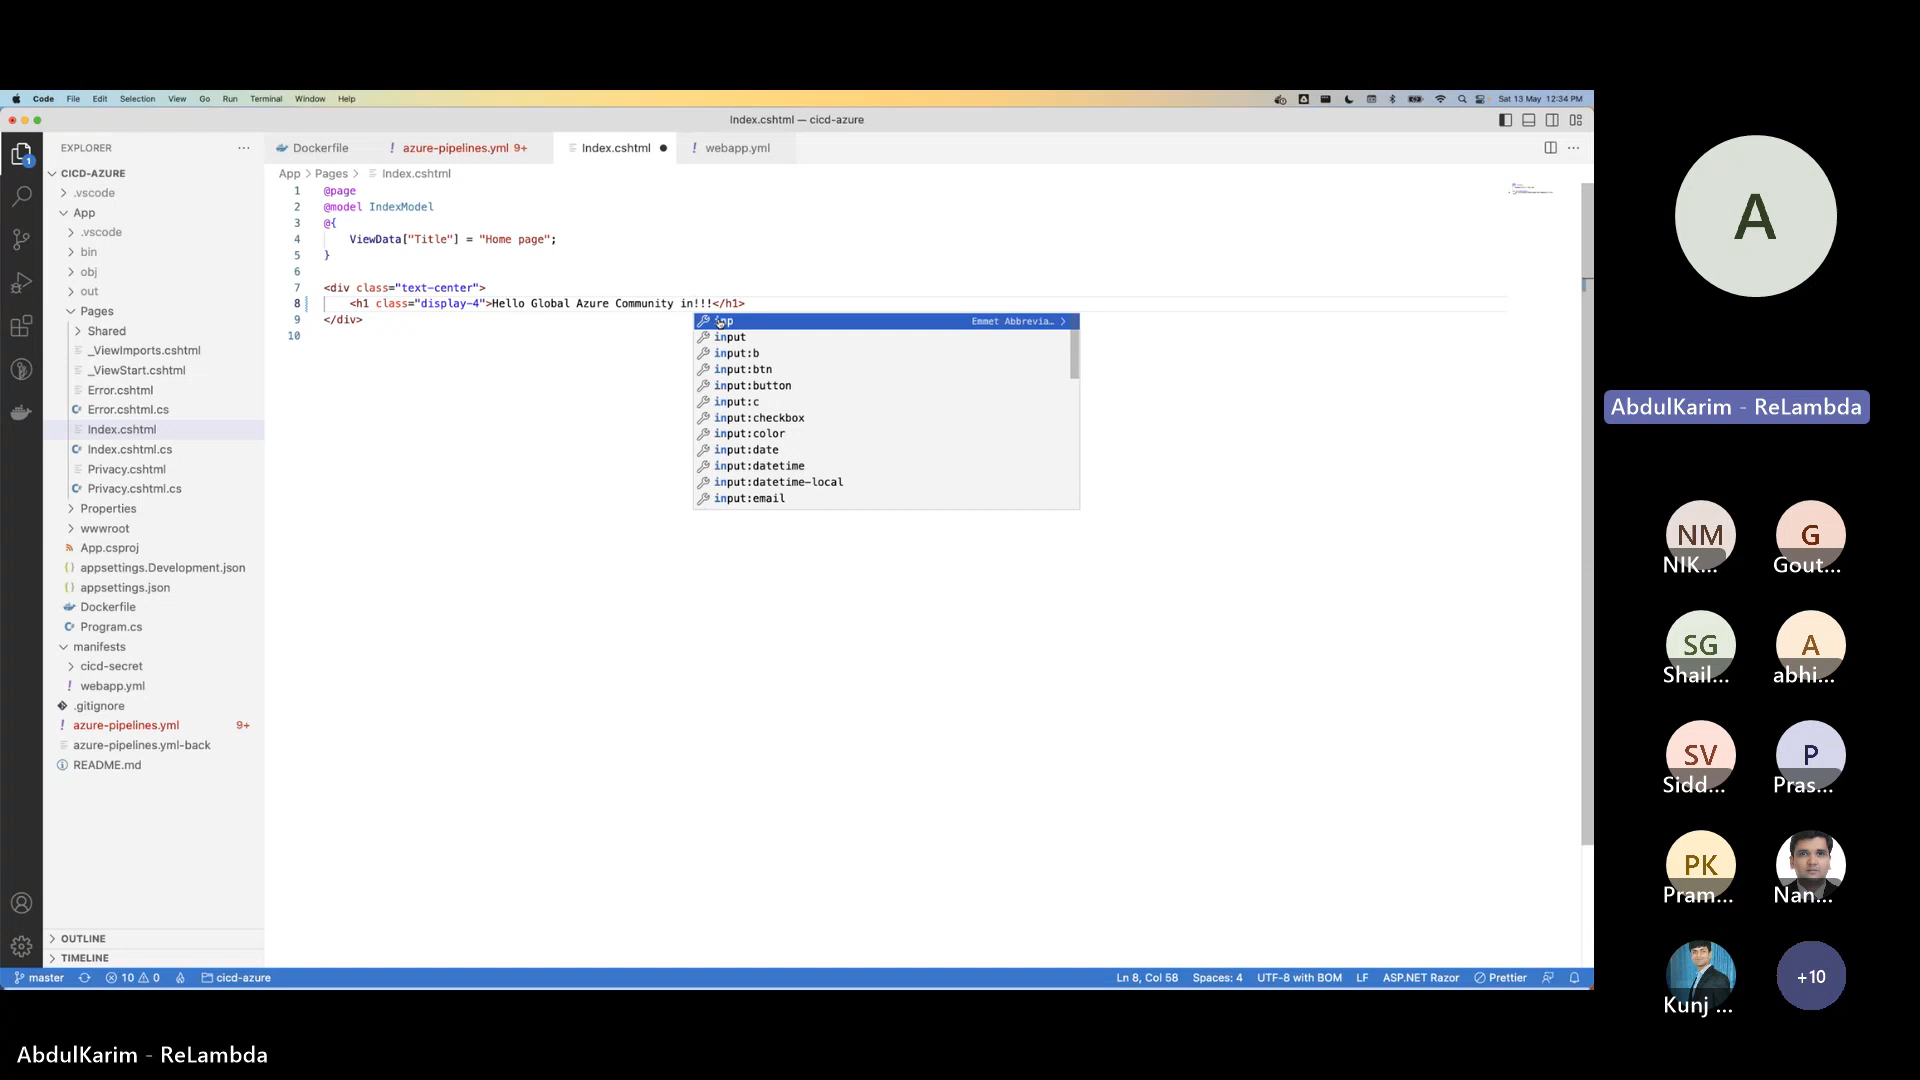 Code File Edit Selection View Go Run Terminal Window Help
Sat 13 May 12:34 PM
Index.cshtml — cicd-azure
EXPLORER
CICD-AZURE
.vscode
App
.vscode
bin
obj
out
Pages
Shared
_ViewImports.cshtml
_ViewStart.cshtml
Error.cshtml
Error.cshtml.cs
Index.cshtml
Index.cshtml.cs
Privacy.cshtml
Privacy.cshtml.cs
Properties
wwwroot
App.csproj
appsettings.Development.json
appsettings.json
Dockerfile
Program.cs
manifests
cicd-secret
webapp.yml
.gitignore
azure-pipelines.yml 9+
azure-pipelines.yml-back
README.md
OUTLINE
TIMELINE
Dockerfile azure-pipelines.yml 9+ Index.cshtml webapp.yml
App > Pages > Index.cshtml
1 @page
2 @model IndexModel
3 @{
4 ViewData["Title"] = "Home page";
5 }
6
7 <div class="text-center">
8 <h1 class="display-4">Hello Global Azure Community in!!!</h1>
9 </div>
10
inp Emmet Abbrevia...
input
input:b
input:btn
input:button
input:c
input:checkbox
input:color
input:date
input:datetime
input:datetime-local
input:email
master 10 0 cicd-azure
Ln 8, Col 58 Spaces: 4 UTF-8 with BOM LF ASP.NET Razor Prettier
A
AbdulKarim - ReLambda
NM G
NIK... Gout...
SG A
Shail... abhi...
SV P
Sidd... Pras...
PK
Pram... Nan...
+10
Kunj ...
AbdulKarim - ReLambda